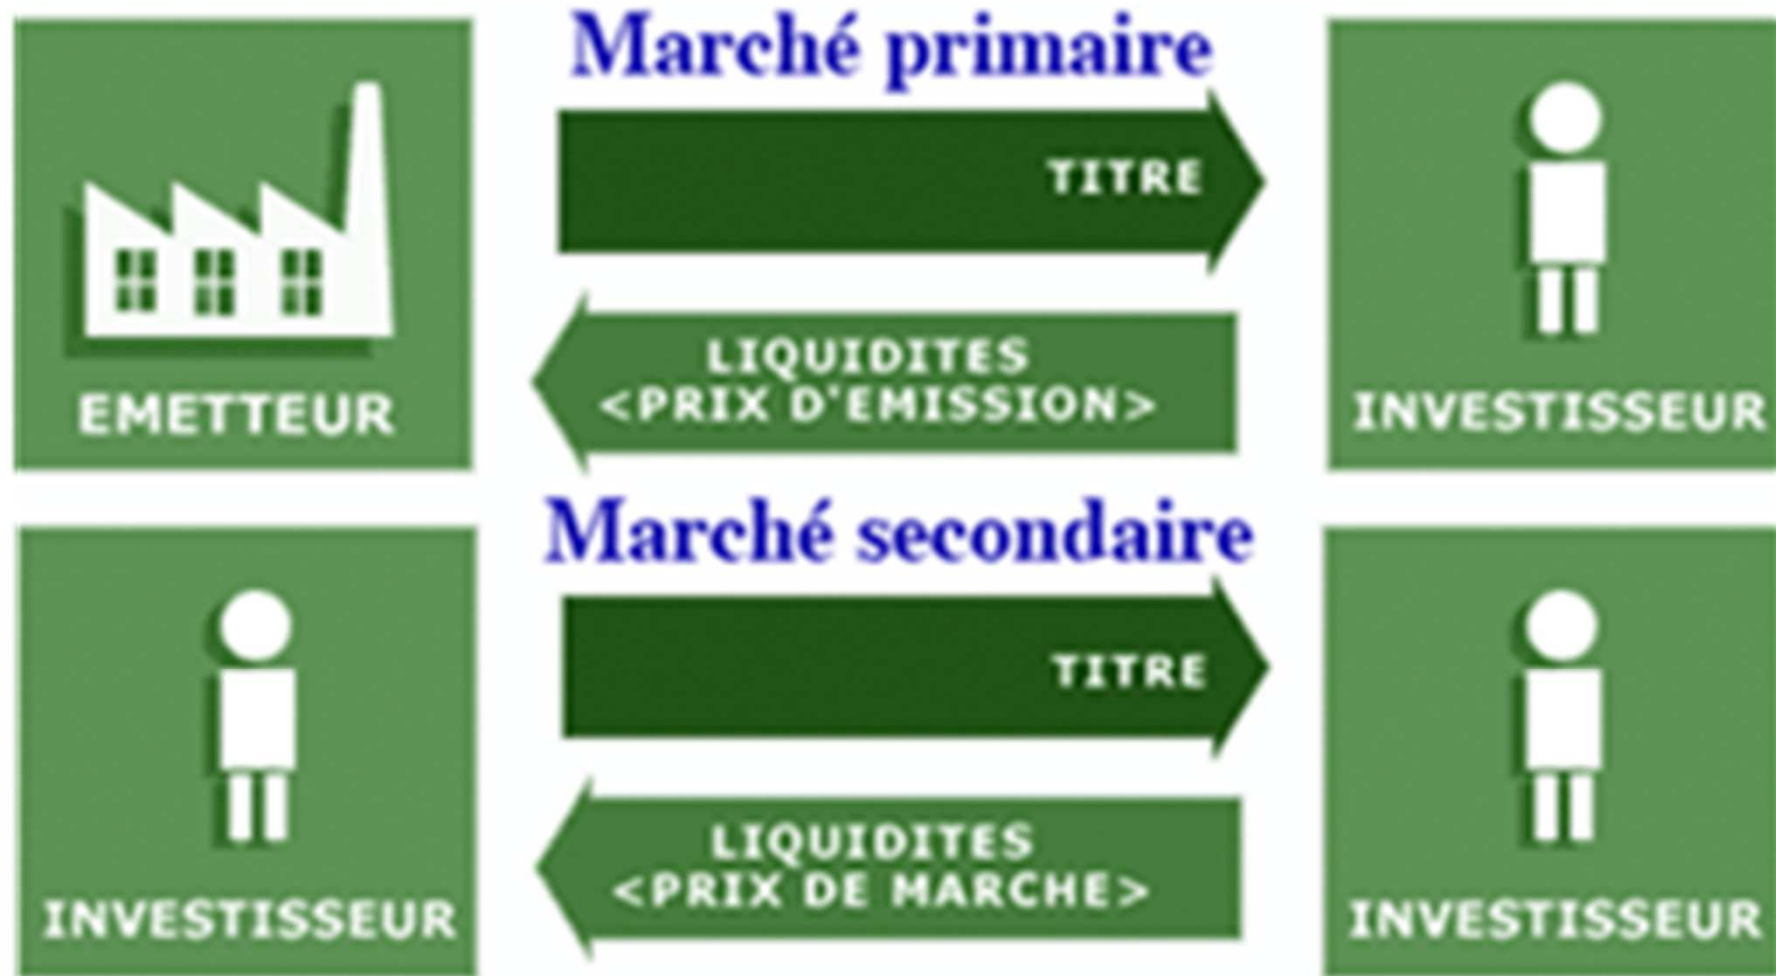 Marché primaire
TITRE
LIQUIDITES
<PRIX D'EMISSION>
EMETTEUR
INVESTISSEUR
Marché secondaire
TITRE
LIQUIDITES
<PRIX DE MARCHE>
INVESTISSEUR
INVESTISSEUR